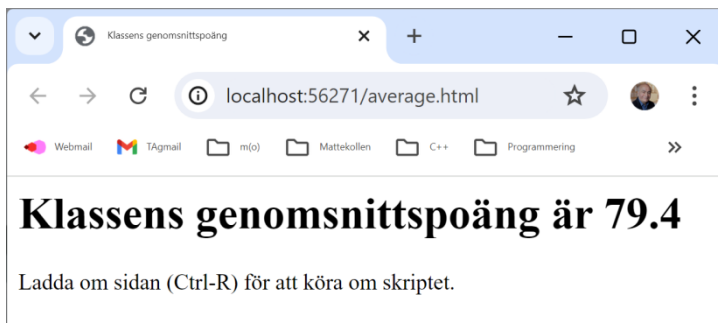 Klassens genomsnittspoäng
localhost:56271/average.html
Webmail TAgmail m(o) Mattekollen C++ Programmering
Klassens genomsnittspoäng är 79.4
Ladda om sidan (Ctrl-R) för att köra om skriptet.